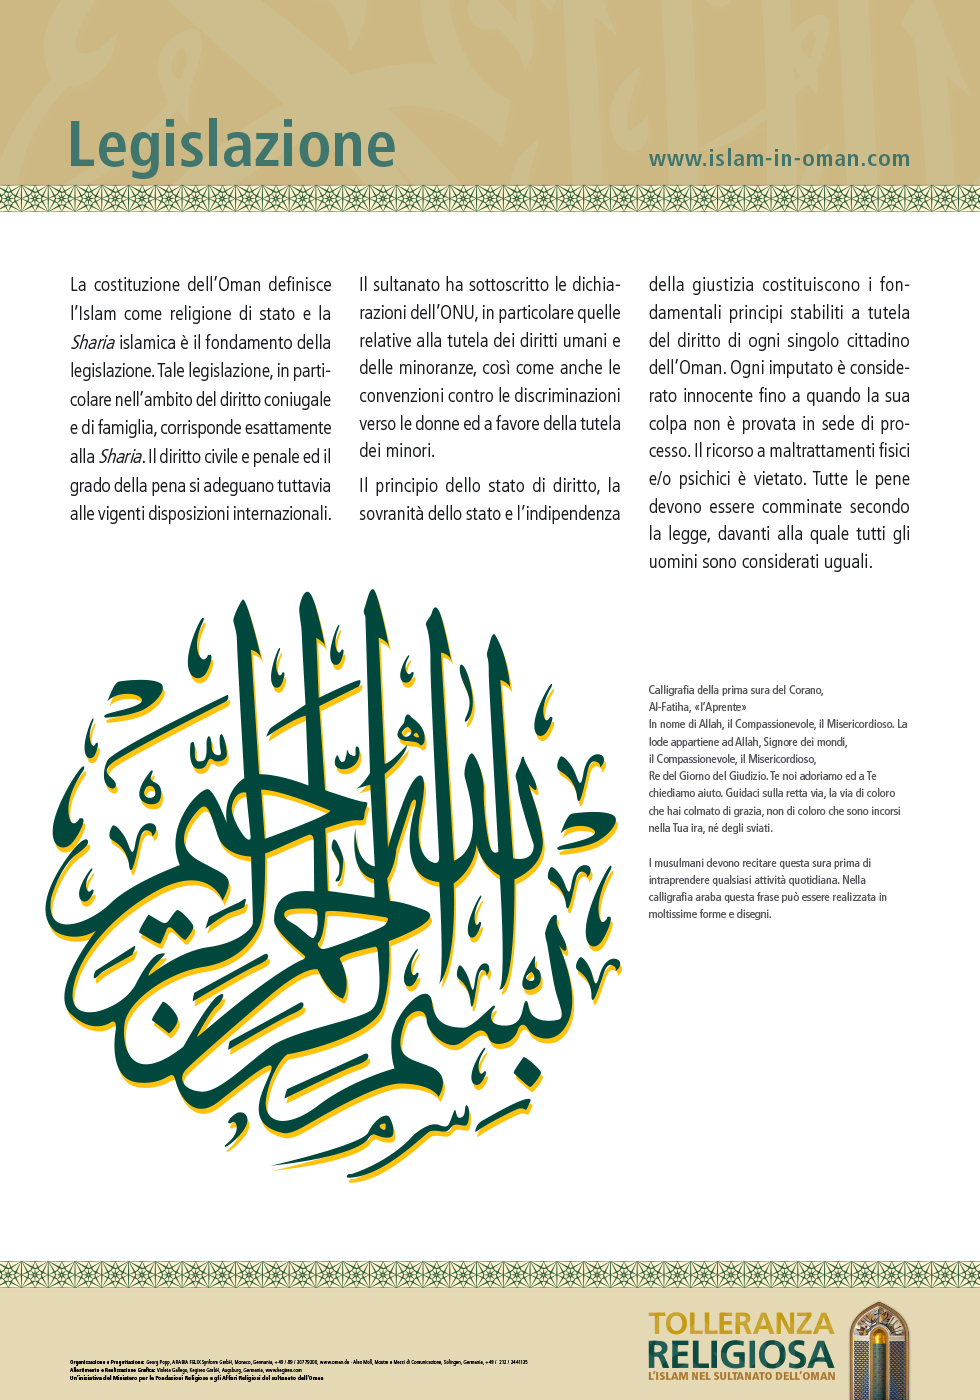 Legislazione
www.islam-in-oman.com
La costituzione dell'Oman definisce
l'Islam come religione di stato e la
Sharia islamica è il fondamento della
legislazione. Tale legislazione, in parti-
colare nell'ambito del diritto coniugale
e di famiglia, corrisponde esattamente
alla Sharia. Il diritto civile e penale ed il
grado della pena si adeguano tuttavia
alle vigenti disposizioni internazionali.
Il sultanato ha sottoscritto le dichia-
razioni dell'ONU, in particolare quelle
relative alla tutela dei diritti umani e
delle minoranze, così come anche le
convenzioni contro le discriminazioni
verso le donne ed a favore della tutela
dei minori.
Il principio dello stato di diritto, la
sovranità dello stato e l'indipendenza
della giustizia costituiscono i fon-
damentali principi stabiliti a tutela
del diritto di ogni singolo cittadino
dell'Oman. Ogni imputato è conside-
rato innocente fino a quando la sua
colpa non è provata in sede di pro-
cesso. Il ricorso a maltrattamenti fisici
e/o psichici è vietato. Tutte le pene
devono essere comminate secondo
la legge, davanti alla quale tutti gli
uomini sono considerati uguali.
بسم الله الرحمن الرحيم
Calligrafia della prima sura del Corano,
Al-Fatiha, «l'Aprente»
In nome di Allah, il Compassionevole, il Misericordioso. La
lode appartiene ad Allah, Signore dei mondi,
il Compassionevole, il Misericordioso,
Re del Giorno del Giudizio. Te noi adoriamo ed a Te
chiediamo aiuto. Guidaci sulla retta via, la via di coloro
che hai colmato di grazia, non di coloro che sono incorsi
nella Tua ira, né degli sviati.
I musulmani devono recitare questa sura prima di
intraprendere qualsiasi attività quotidiana. Nella
calligrafia araba questa frase può essere realizzata in
moltissime forme e disegni.
TOLLERANZA
RELIGIOSA
L'ISLAM NEL SULTANATO DELL'OMAN
Organizzazione e Progettazione: Georg Popp, ARABIA FELIX Synform GmbH, Monaco, Germania, +49 / 89 / 30779200, www.oman.de · Alex Moll, Mostre e Mezzi di Comunicazione, Solingen, Germania, +49 / 212 / 2441135
Allestimento e Realizzazione Grafica: Violeta Gallego, Kegises GmbH, Augsburg, Germania,
Un'iniziativa del Ministero per le Fondazioni Religiose e gli Affari Religiosi del sultanato dell'Oman